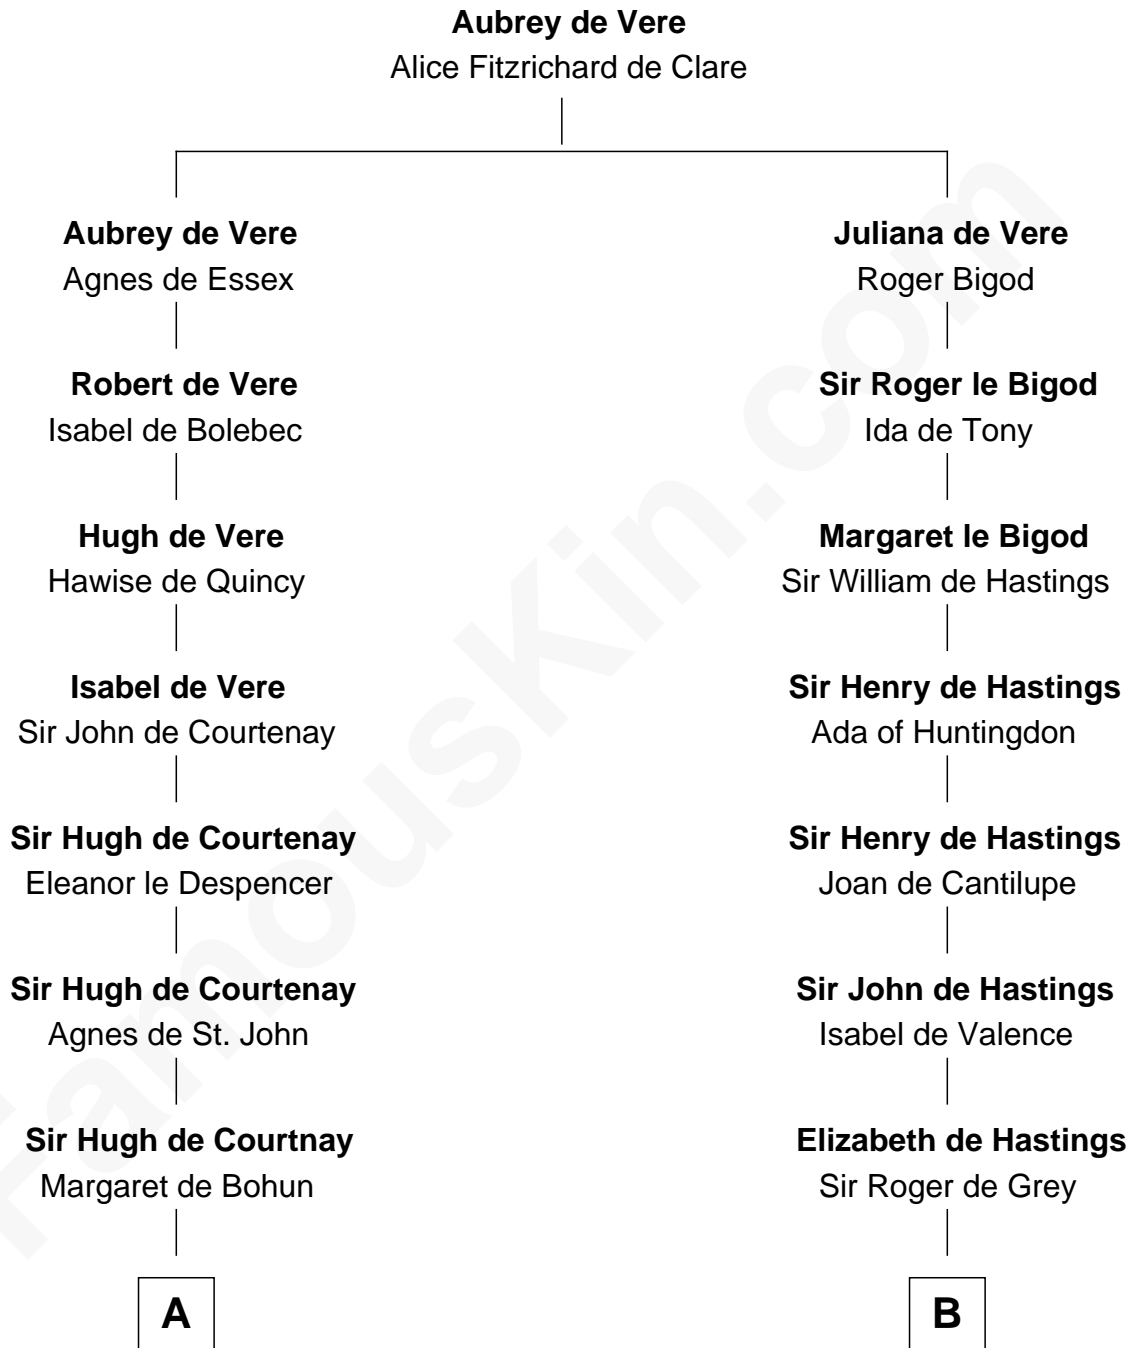 Aubrey de Vere
Alice Fitzrichard de Clare
Aubrey de Vere
Agnes de Essex
Juliana de Vere
Roger Bigod
Robert de Vere
Isabel de Bolebec
Sir Roger le Bigod
Ida de Tony
Hugh de Vere
Hawise de Quincy
Margaret le Bigod
Sir William de Hastings
Isabel de Vere
Sir John de Courtenay
Sir Henry de Hastings
Ada of Huntingdon
Sir Hugh de Courtenay
Eleanor le Despencer
Sir Henry de Hastings
Joan de Cantilupe
Sir Hugh de Courtenay
Agnes de St. John
Sir John de Hastings
Isabel de Valence
Sir Hugh de Courtnay
Margaret de Bohun
Elizabeth de Hastings
Sir Roger de Grey
A
B
FamousKin.com